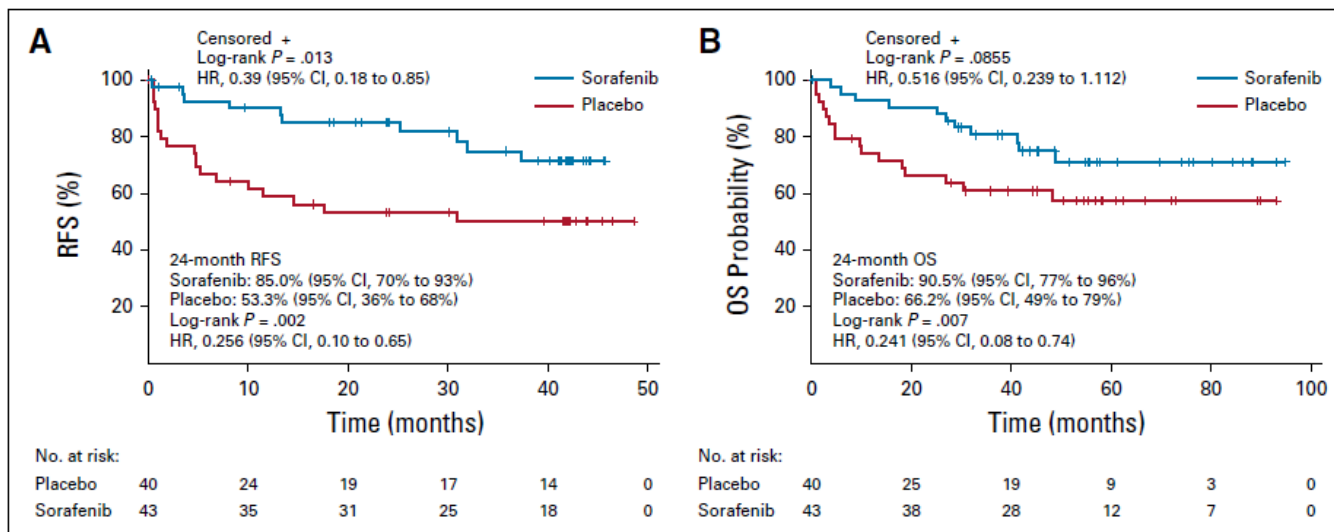 A
Censored +
Log-rank P = .013
HR, 0.39 (95% CI, 0.18 to 0.85)
Sorafenib
Placebo
100
80
60
40
20
RFS (%)
24-month RFS
Sorafenib: 85.0% (95% CI, 70% to 93%)
Placebo: 53.3% (95% CI, 36% to 68%)
Log-rank P = .002
HR, 0.256 (95% CI, 0.10 to 0.65)
0 10 20 30 40 50
Time (months)
No. at risk:
Placebo 40 24 19 17 14 0
Sorafenib 43 35 31 25 18 0
B
Censored +
Log-rank P = .0855
HR, 0.516 (95% CI, 0.239 to 1.112)
Sorafenib
Placebo
100
80
60
40
20
OS Probability (%)
24-month OS
Sorafenib: 90.5% (95% CI, 77% to 96%)
Placebo: 66.2% (95% CI, 49% to 79%)
Log-rank P = .007
HR, 0.241 (95% CI, 0.08 to 0.74)
0 20 40 60 80 100
Time (months)
No. at risk:
Placebo 40 25 19 9 3 0
Sorafenib 43 38 28 12 7 0